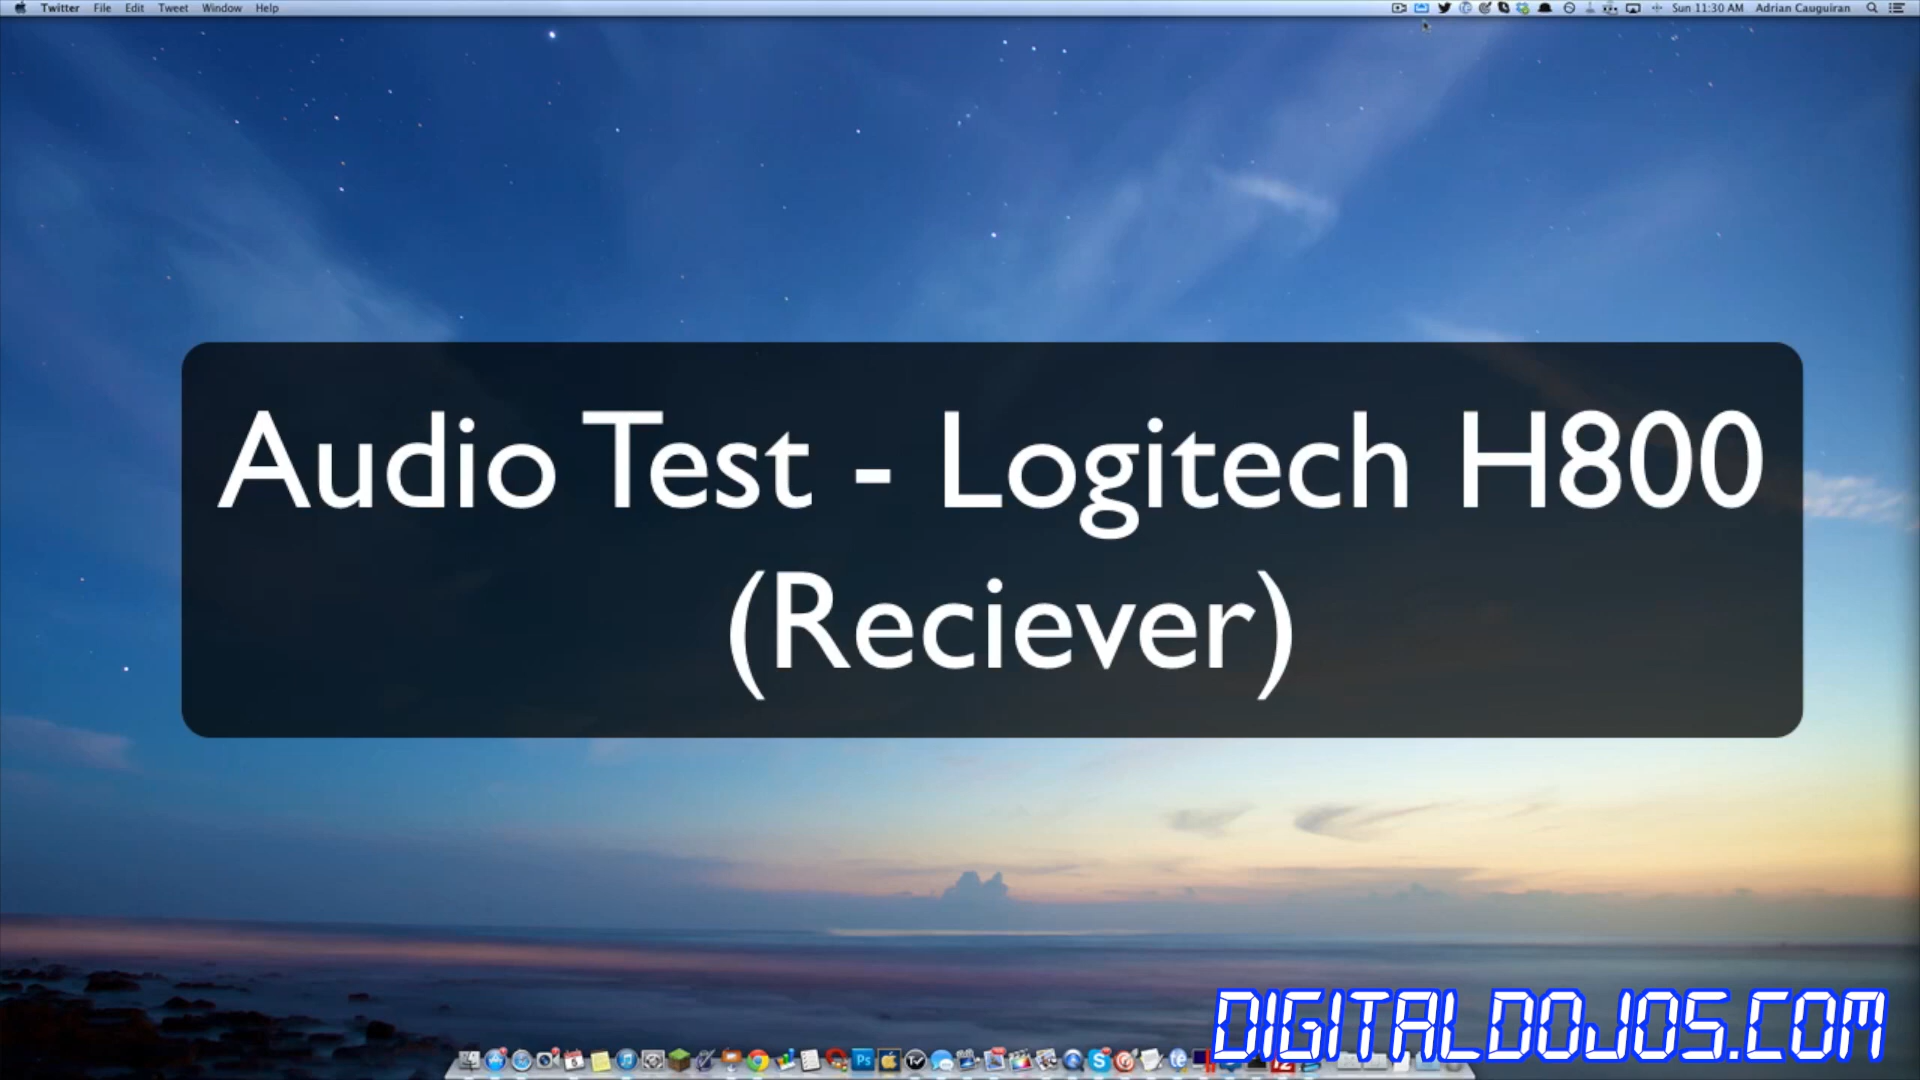 Twitter File Edit Tweet Window Help
Sun 11:30 AM Adrian Cauguiran
Audio Test - Logitech H800
(Reciever)
DIGITALDOJOS.COM
Ps